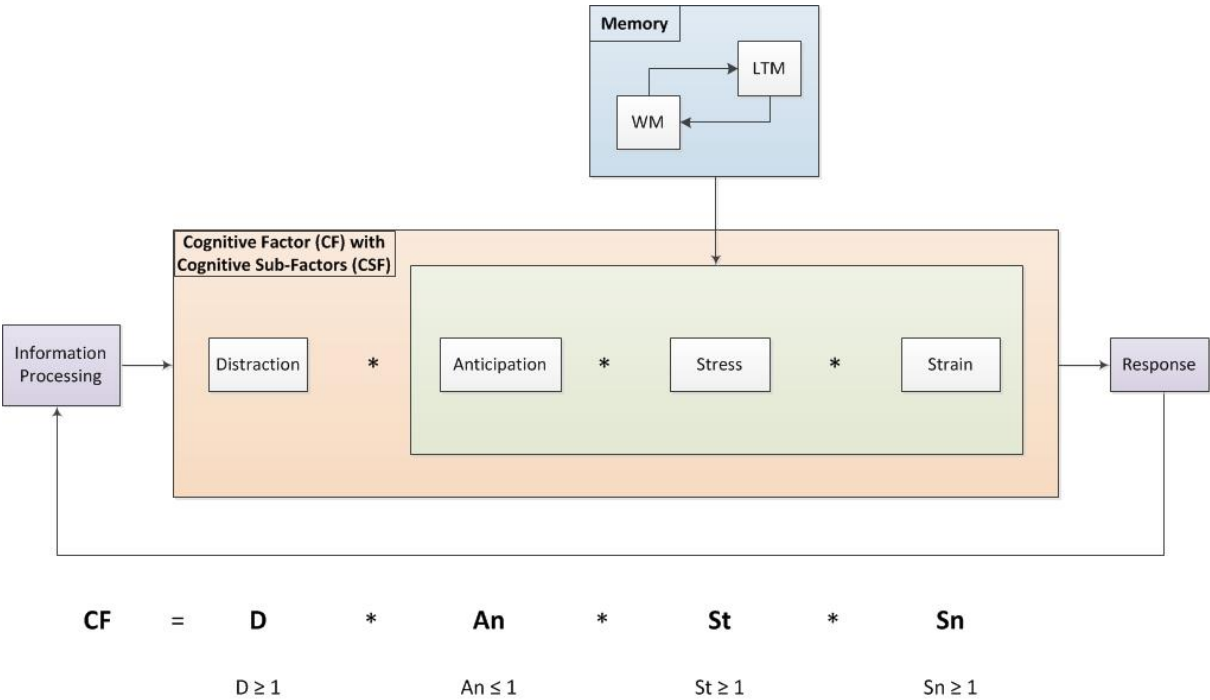 Memory
LTM
WM
Cognitive Factor (CF) with
Cognitive Sub-Factors (CSF)
Information
Processing
Distraction
*
Anticipation
*
Stress
*
Strain
Response
CF = D * An * St * Sn
D ≥ 1 An ≤ 1 St ≥ 1 Sn ≥ 1